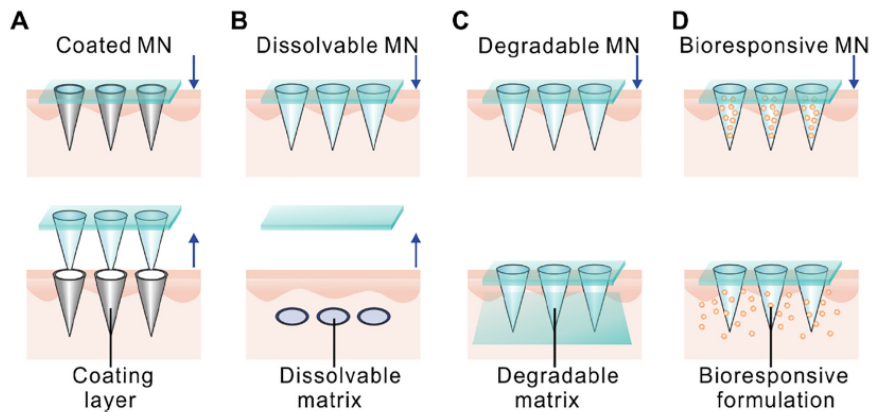 A
Coated MN
B
Dissolvable MN
C
Degradable MN
D
Bioresponsive MN
Coating
layer
Dissolvable
matrix
Degradable
matrix
Bioresponsive
formulation